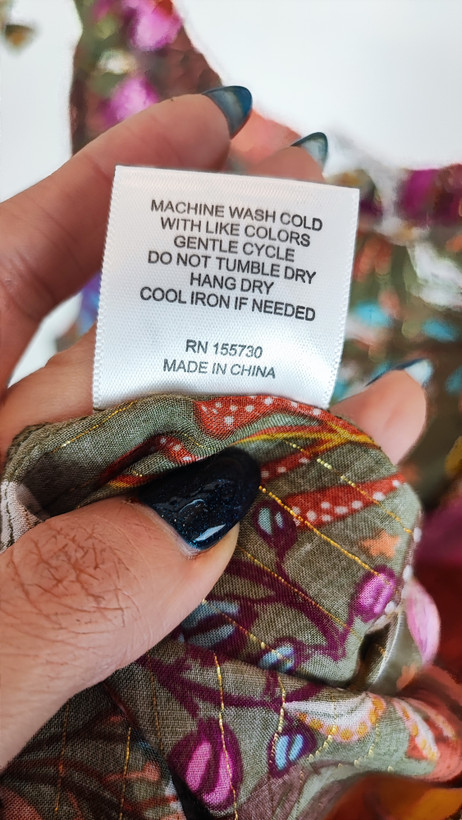 MACHINE WASH COLD
WITH LIKE COLORS
GENTLE CYCLE
DO NOT TUMBLE DRY
HANG DRY
COOL IRON IF NEEDED
RN 155730
MADE IN CHINA